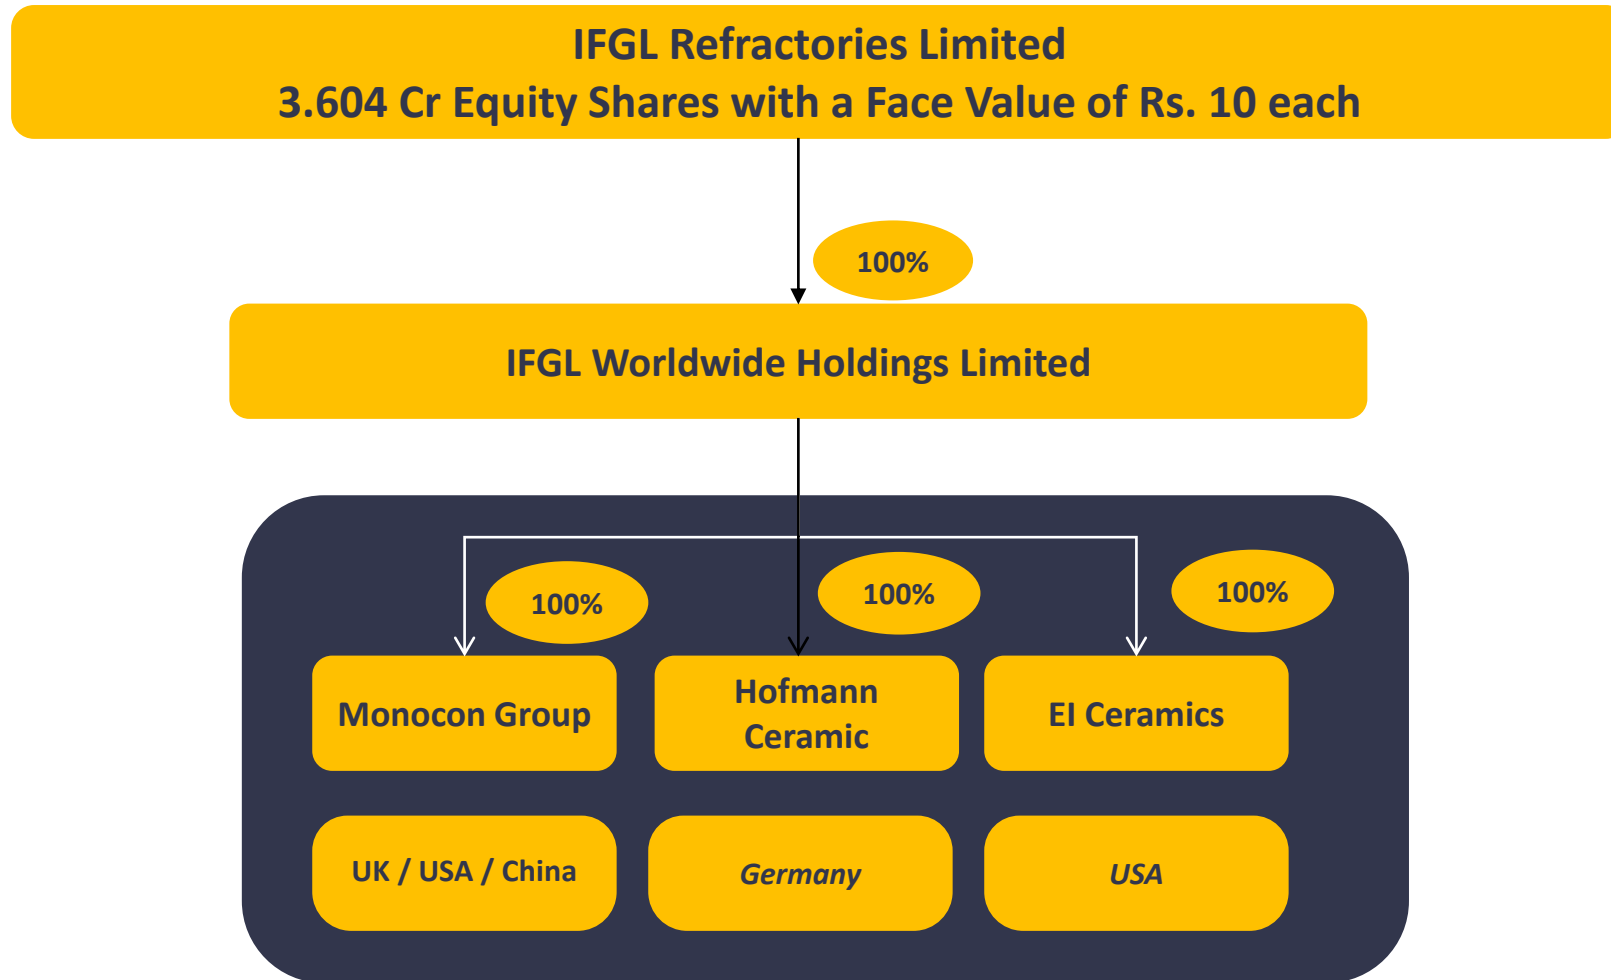 IFGL Refractories Limited
3.604 Cr Equity Shares with a Face Value of Rs. 10 each
100%
IFGL Worldwide Holdings Limited
100%
100%
100%
Monocon Group
Hofmann
Ceramic
EI Ceramics
UK / USA / China
Germany
USA